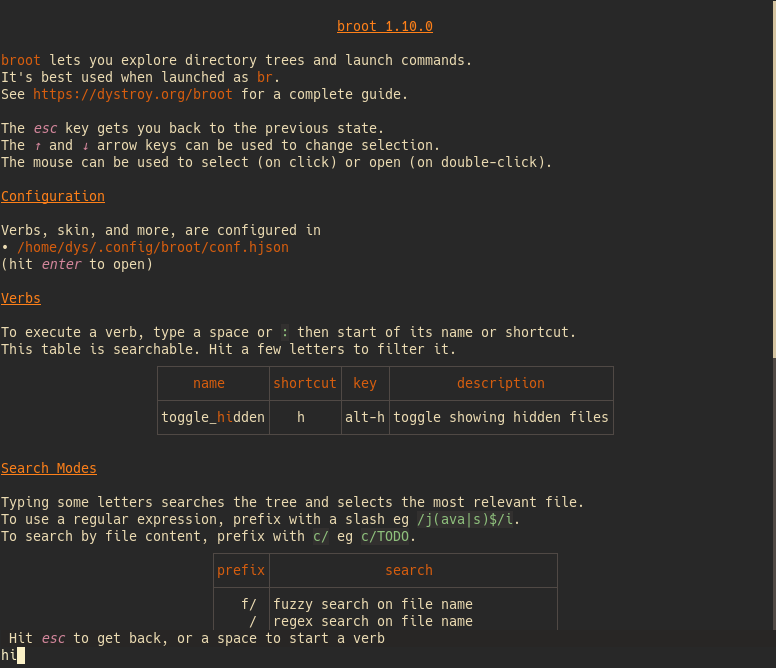 broot 1.10.0
broot lets you explore directory trees and launch commands.
It's best used when launched as br.
See https://dystroy.org/broot for a complete guide.
The esc key gets you back to the previous state.
The ↑ and ↓ arrow keys can be used to change selection.
The mouse can be used to select (on click) or open (on double-click).
Configuration
Verbs, skin, and more, are configured in
• /home/dys/.config/broot/conf.hjson
(hit enter to open)
Verbs
To execute a verb, type a space or : then start of its name or shortcut.
This table is searchable. Hit a few letters to filter it.
name shortcut key description
toggle_hidden h alt-h toggle showing hidden files
Search Modes
Typing some letters searches the tree and selects the most relevant file.
To use a regular expression, prefix with a slash eg /j(ava|s)$/i.
To search by file content, prefix with c/ eg c/TODO.
prefix search
f/ fuzzy search on file name
/ regex search on file name
Hit esc to get back, or a space to start a verb
hi